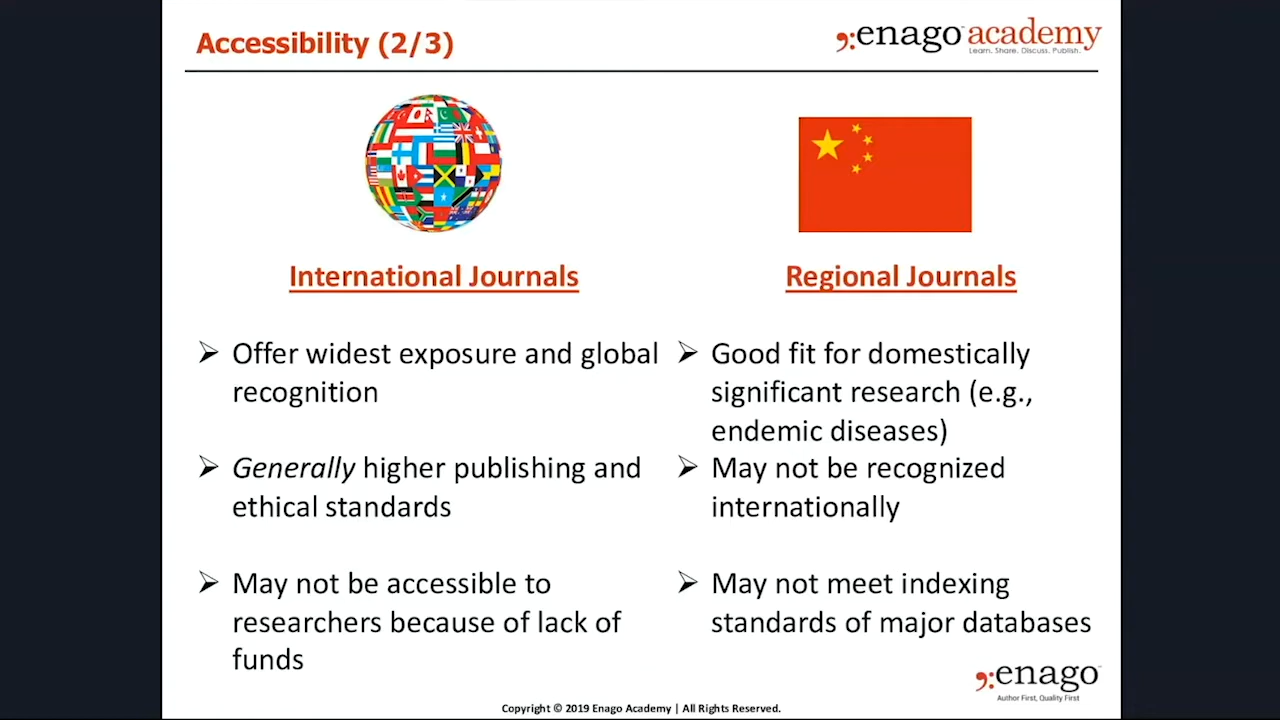 Accessibility (2/3)
enago academy
Learn. Share. Discuss. Publish.
International Journals
Offer widest exposure and global
recognition
Generally higher publishing and
ethical standards
May not be accessible to
researchers because of lack of
funds
Regional Journals
Good fit for domestically
significant research (e.g.,
endemic diseases)
May not be recognized
internationally
May not meet indexing
standards of major databases
enago
Author First, Quality First
Copyright © 2019 Enago Academy | All Rights Reserved.